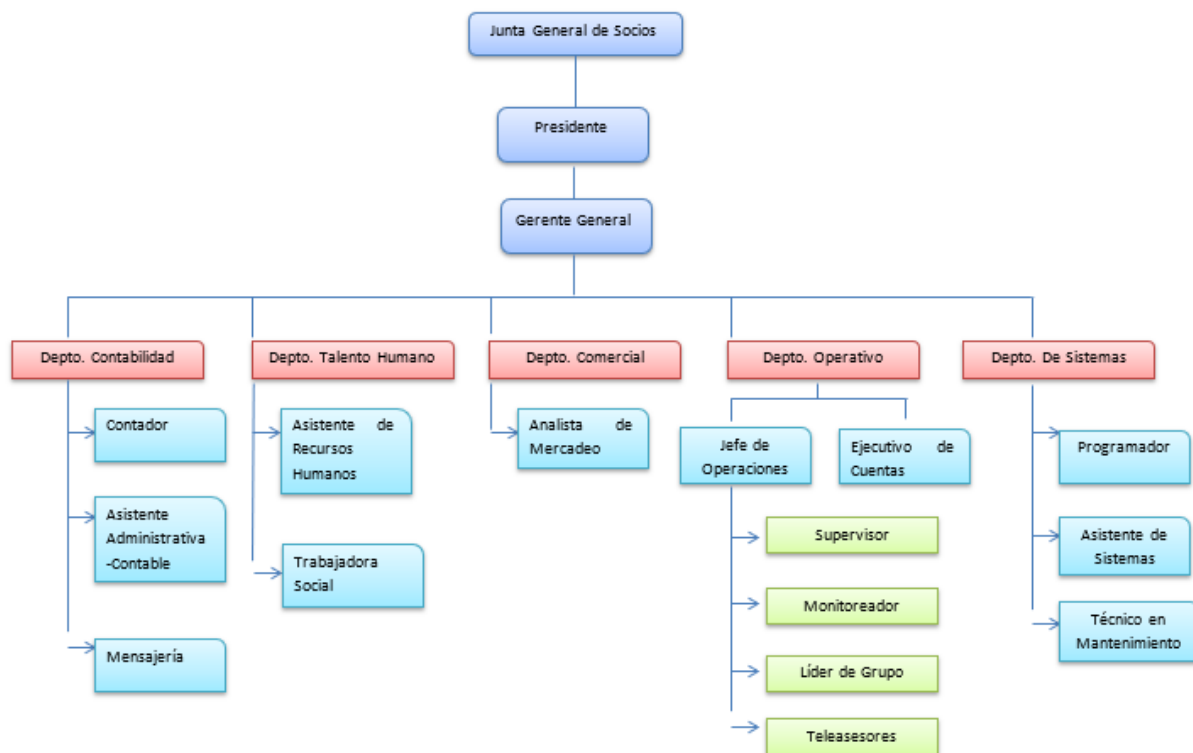 Junta General de Socios
Presidente
Gerente General
Depto. Contabilidad
Depto. Talento Humano
Depto. Comercial
Depto. Operativo
Depto. De Sistemas
Contador
Asistente
Administrativa
-Contable
Mensajería
Asistente de
Recursos
Humanos
Trabajadora
Social
Analista de
Mercadeo
Jefe de
Operaciones
Ejecutivo de
Cuentas
Supervisor
Monitoreador
Líder de Grupo
Teleasesores
Programador
Asistente de
Sistemas
Técnico en
Mantenimiento